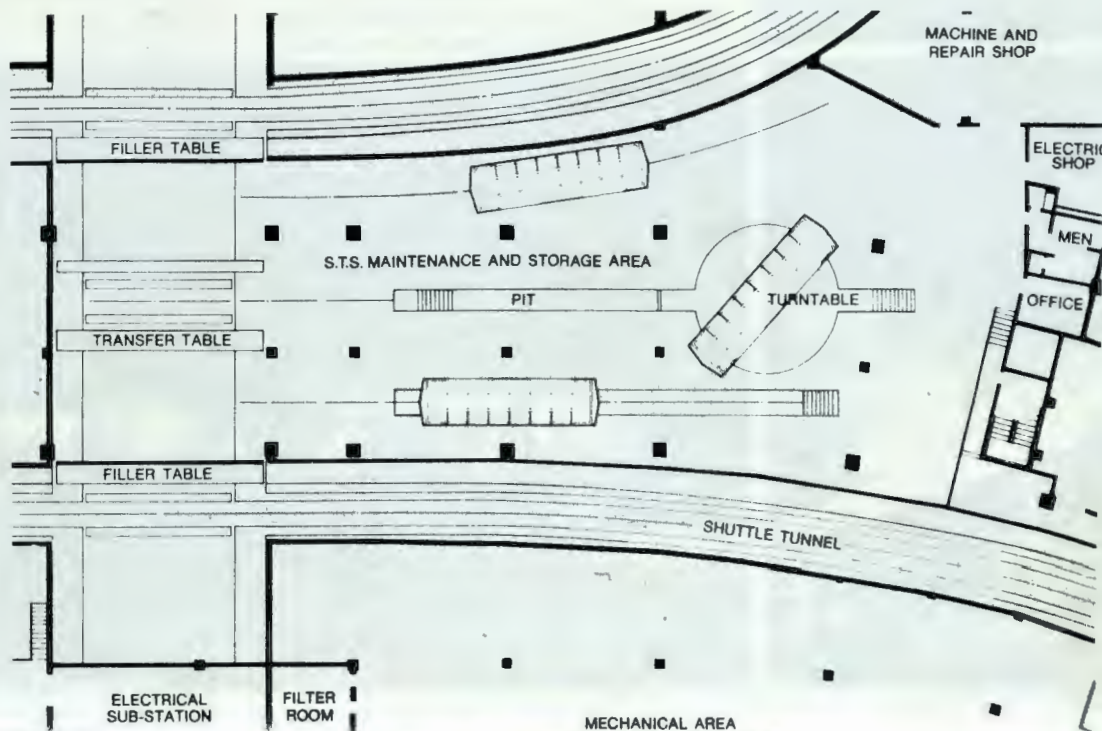 MACHINE AND
REPAIR SHOP
FILLER TABLE
ELECTRIC
SHOP
MEN
S.T.S. MAINTENANCE AND STORAGE AREA
PIT
TURNTABLE
OFFICE
TRANSFER TABLE
FILLER TABLE
SHUTTLE TUNNEL
ELECTRICAL
SUB-STATION
FILTER
ROOM
MECHANICAL AREA